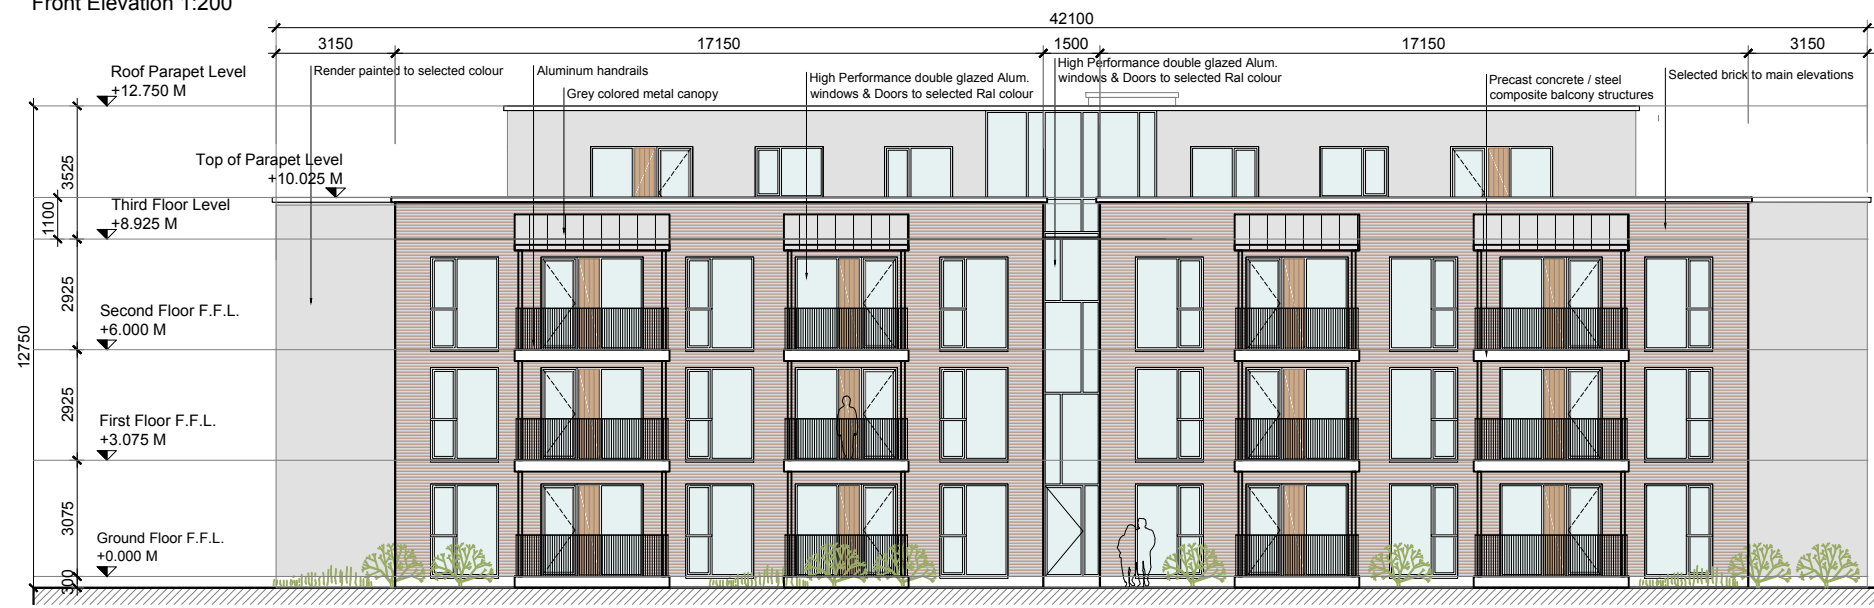 Front Elevation 1:200
42100
3150
17150
1500
17150
3150
Render painted to selected colour
Aluminum handrails
Grey colored metal canopy
High Performance double glazed Alum.
windows & Doors to selected Ral colour
High Performance double glazed Alum.
windows & Doors to selected Ral colour
Precast concrete / steel
composite balcony structures
Selected brick to main elevations
Roof Parapet Level
+12.750 M
Top of Parapet Level
+10.025 M
Third Floor Level
+8.925 M
Second Floor F.F.L.
+6.000 M
First Floor F.F.L.
+3.075 M
Ground Floor F.F.L.
+0.000 M
12750
3525
1100
2925
2925
3075
300